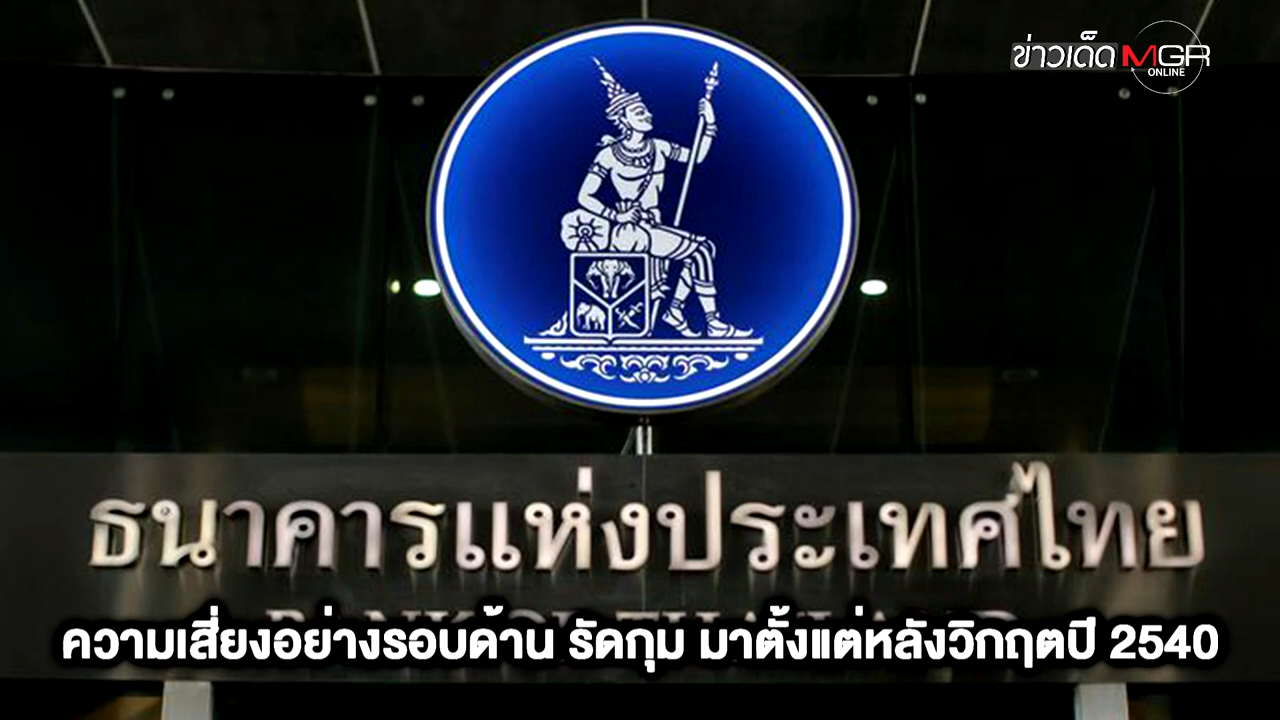 ข่าวเด็ด MGR
ONLINE
ธนาคารแห่งประเทศไทย
ความเสี่ยงอย่างรอบด้าน รัดกุม มาตั้งแต่หลังวิกฤตปี 2540